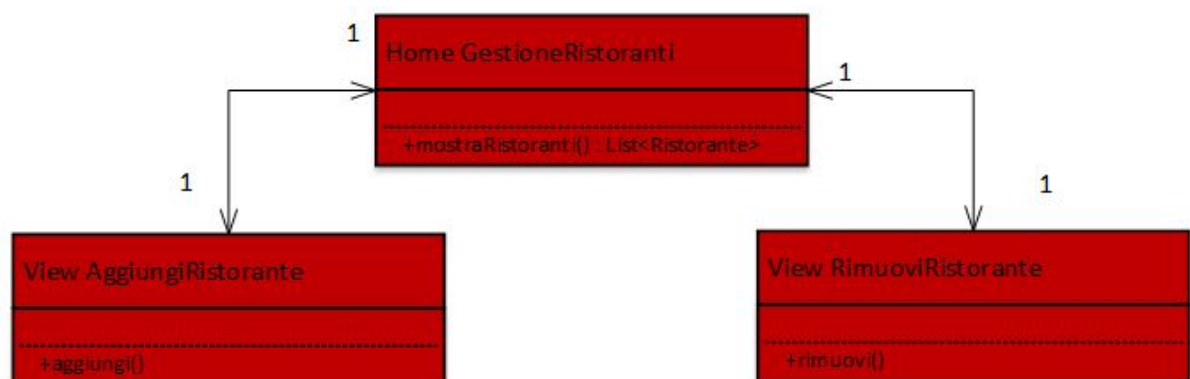 1
Home GestioneRistoranti
1
+mostraRistoranti() : List<Ristorante>
1
1
View AggiungiRistorante
View RimuoviRistorante
+aggiungi()
+rimuovi()